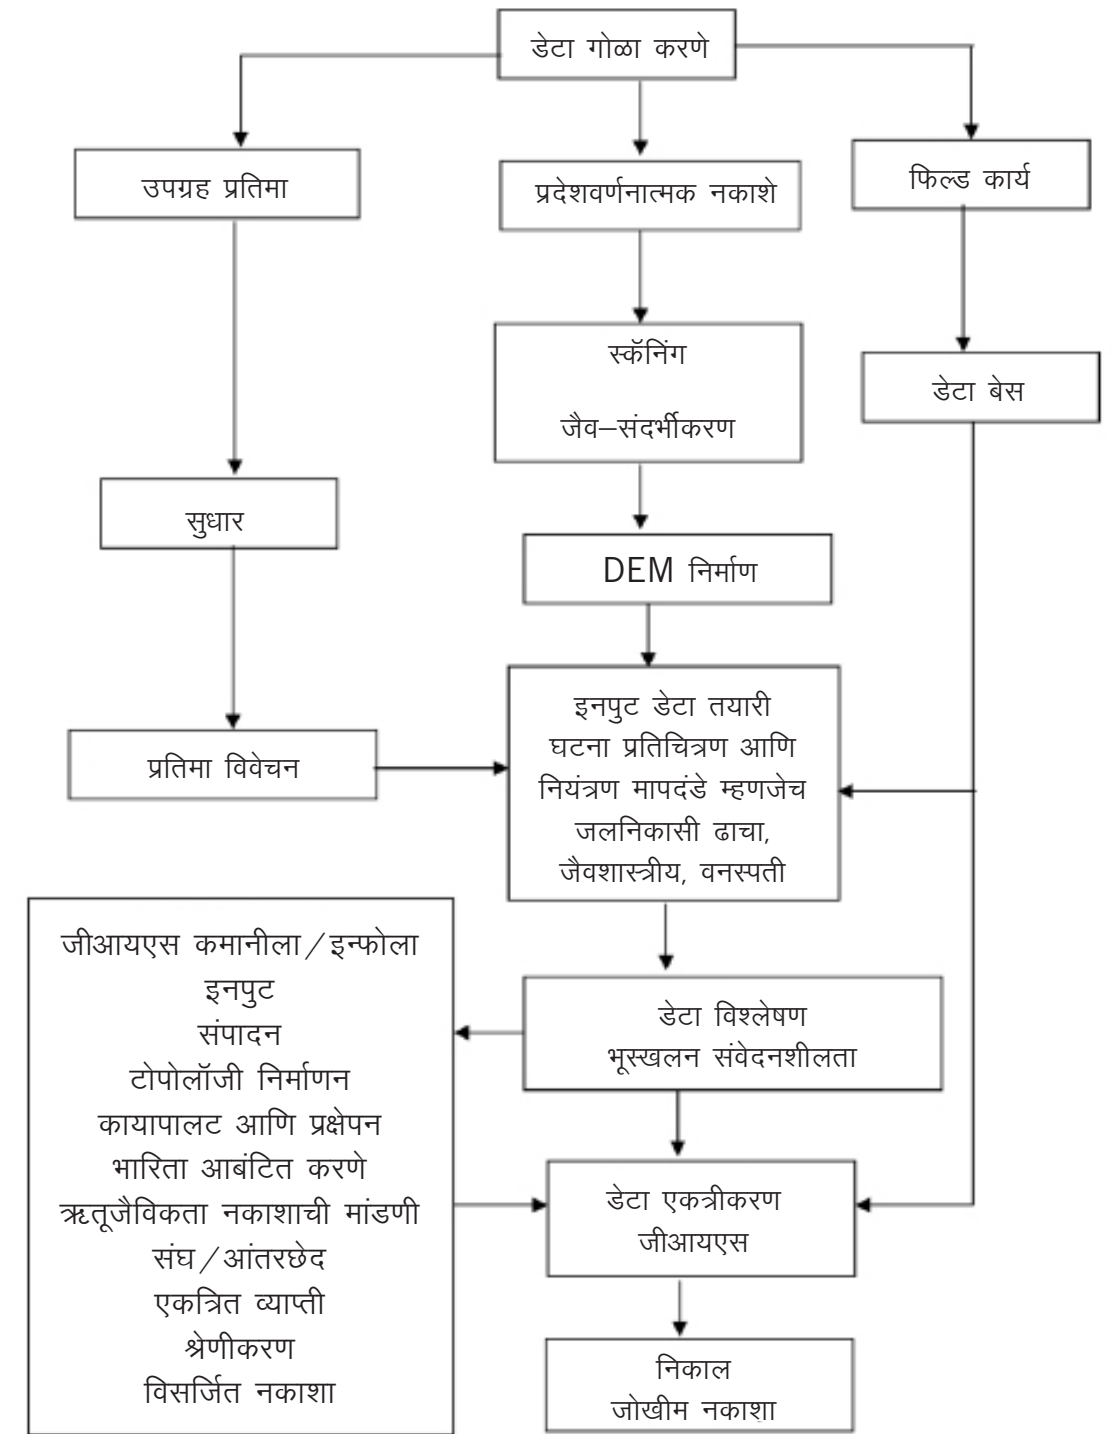 डेटा गोळा करणे
उपग्रह प्रतिमा
प्रदेशवर्णनात्मक नकाशे
फिल्ड कार्य
स्कॅनिंग
जैव–संदर्भीकरण
डेटा बेस
सुधार
DEM निर्माण
इनपुट डेटा तयारी
घटना प्रतिचित्रण आणि
नियंत्रण मापदंडे म्हणजेच
जलनिकासी ढाचा,
जैवशास्त्रीय, वनस्पती
प्रतिमा विवेचन
जीआयएस कमानीला/इन्फोला
इनपुट
संपादन
टोपोलॉजी निर्माणन
कायापालट आणि प्रक्षेपन
भारिता आबंटित करणे
ऋतूजैविकता नकाशाची मांडणी
संघ/आंतरछेद
एकत्रित व्याप्ती
श्रेणीकरण
विसर्जित नकाशा
डेटा विश्लेषण
भूस्खलन संवेदनशीलता
डेटा एकत्रीकरण
जीआयएस
निकाल
जोखीम नकाशा